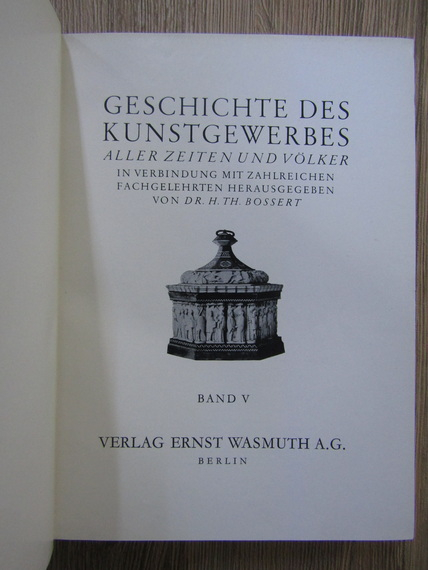 GESCHICHTE DES
KUNSTGEWERBES
ALLER ZEITEN UND VÖLKER
IN VERBINDUNG MIT ZAHLREICHEN
FACHGELEHRTEN HERAUSGEGEBEN
VON DR. H. TH. BOSSERT
BAND V
VERLAG ERNST WASMUTH A.G.
BERLIN